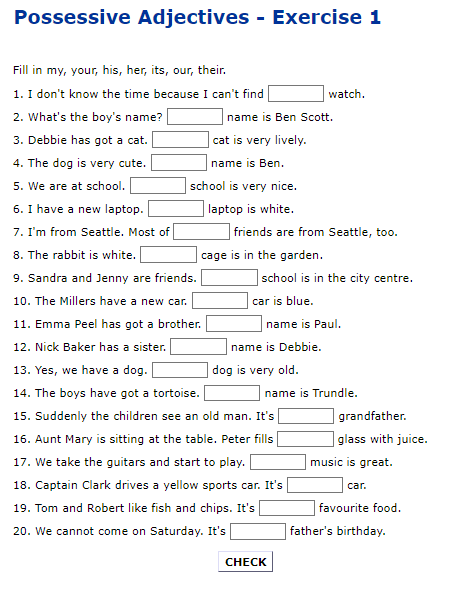 Possessive Adjectives - Exercise 1
Fill in my, your, his, her, its, our, their.
1. I don't know the time because I can't find watch.
2. What's the boy's name? name is Ben Scott.
3. Debbie has got a cat. cat is very lively.
4. The dog is very cute. name is Ben.
5. We are at school. school is very nice.
6. I have a new laptop. laptop is white.
7. I'm from Seattle. Most of friends are from Seattle, too.
8. The rabbit is white. cage is in the garden.
9. Sandra and Jenny are friends. school is in the city centre.
10. The Millers have a new car. car is blue.
11. Emma Peel has got a brother. name is Paul.
12. Nick Baker has a sister. name is Debbie.
13. Yes, we have a dog. dog is very old.
14. The boys have got a tortoise. name is Trundle.
15. Suddenly the children see an old man. It's grandfather.
16. Aunt Mary is sitting at the table. Peter fills glass with juice.
17. We take the guitars and start to play. music is great.
18. Captain Clark drives a yellow sports car. It's car.
19. Tom and Robert like fish and chips. It's favourite food.
20. We cannot come on Saturday. It's father's birthday.
CHECK